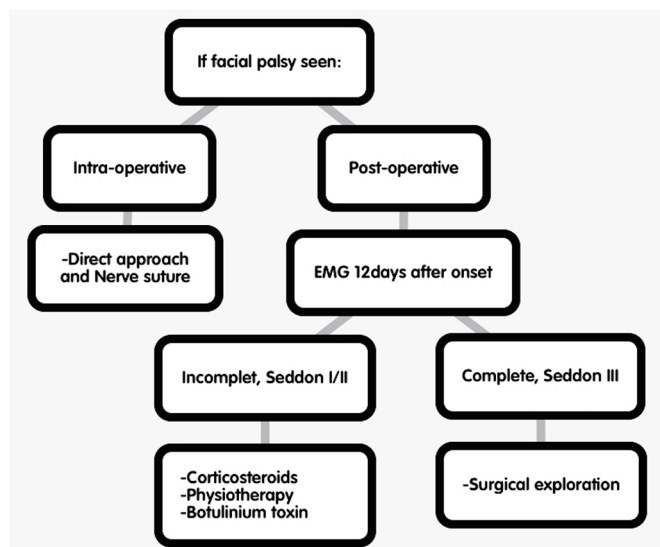 If facial palsy seen:
Intra-operative
Post-operative
-Direct approach
and Nerve suture
EMG 12days after onset
Incomplet, Seddon I/II
Complete, Seddon III
-Corticosteroids
-Physiotherapy
-Botulinium toxin
-Surgical exploration